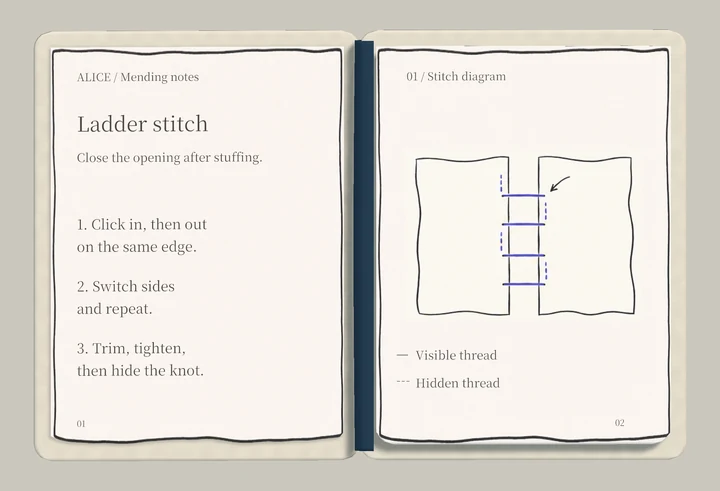 ALICE / Mending notes
Ladder stitch
Close the opening after stuffing.
1. Click in, then out
on the same edge.
2. Switch sides
and repeat.
3. Trim, tighten,
then hide the knot.
01
01 / Stitch diagram
Visible thread
Hidden thread
02